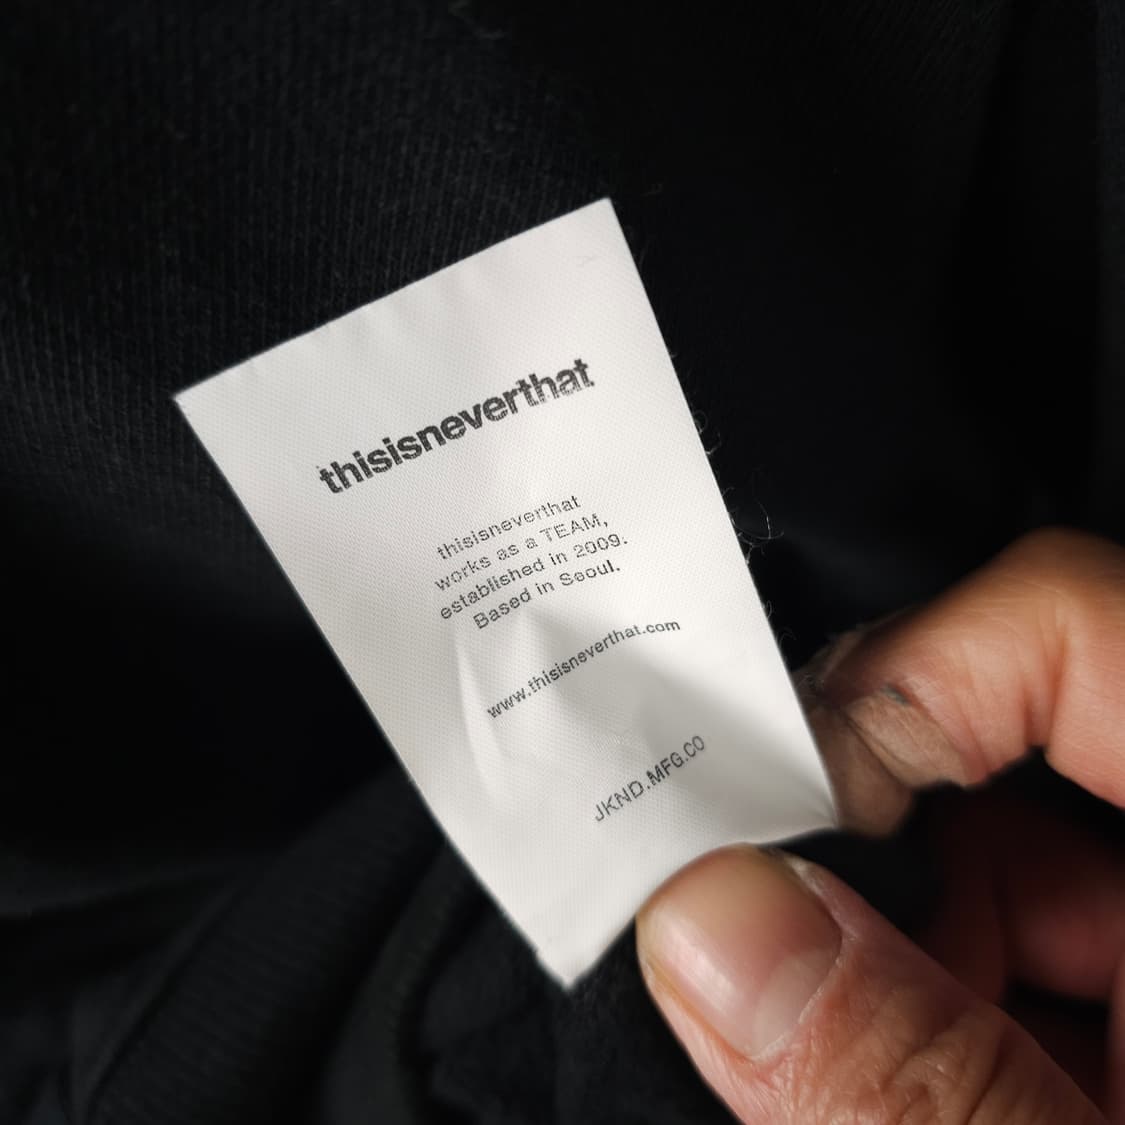 thisisneverthat
thisisneverthat
works as a TEAM,
established in 2009.
Based in Seoul.
www.thisisneverthat.com
JKND.MFG.CO